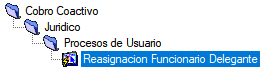 Cobro Coactivo
Juridico
Procesos de Usuario
Reasignacion Funcionario Delegante